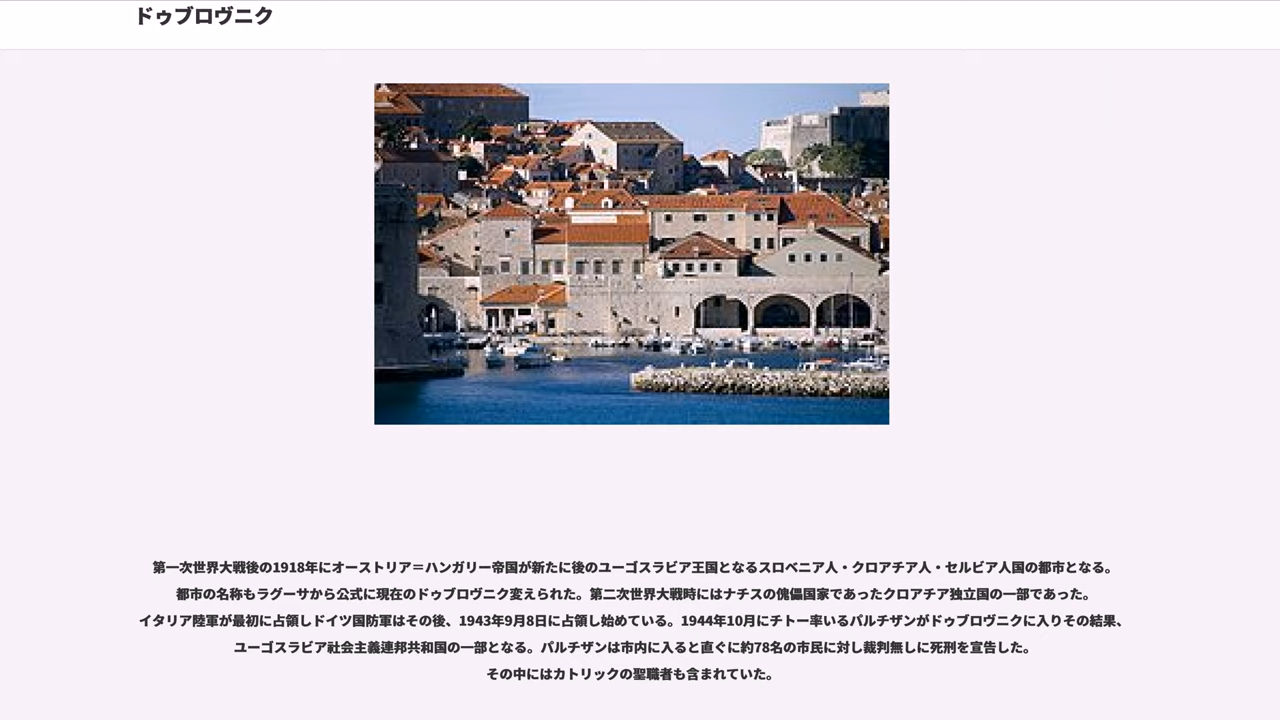 ドゥブロヴニク
第一次世界大戦後の1918年にオーストリア＝ハンガリー帝国が新たに後のユーゴスラビア王国となるスロベニア人・クロアチア人・セルビア人国の都市となる。
都市の名称もラグーサから公式に現在のドゥブロヴニク変えられた。第二次世界大戦時にはナチスの傀儡国家であったクロアチア独立国の一部であった。
イタリア陸軍が最初に占領しドイツ国防軍はその後、1943年9月8日に占領し始めている。1944年10月にチトー率いるパルチザンがドゥブロヴニクに入りその結果、
ユーゴスラビア社会主義連邦共和国の一部となる。パルチザンは市内に入ると直ぐに約78名の市民に対し裁判無しに死刑を宣告した。
その中にはカトリックの聖職者も含まれていた。